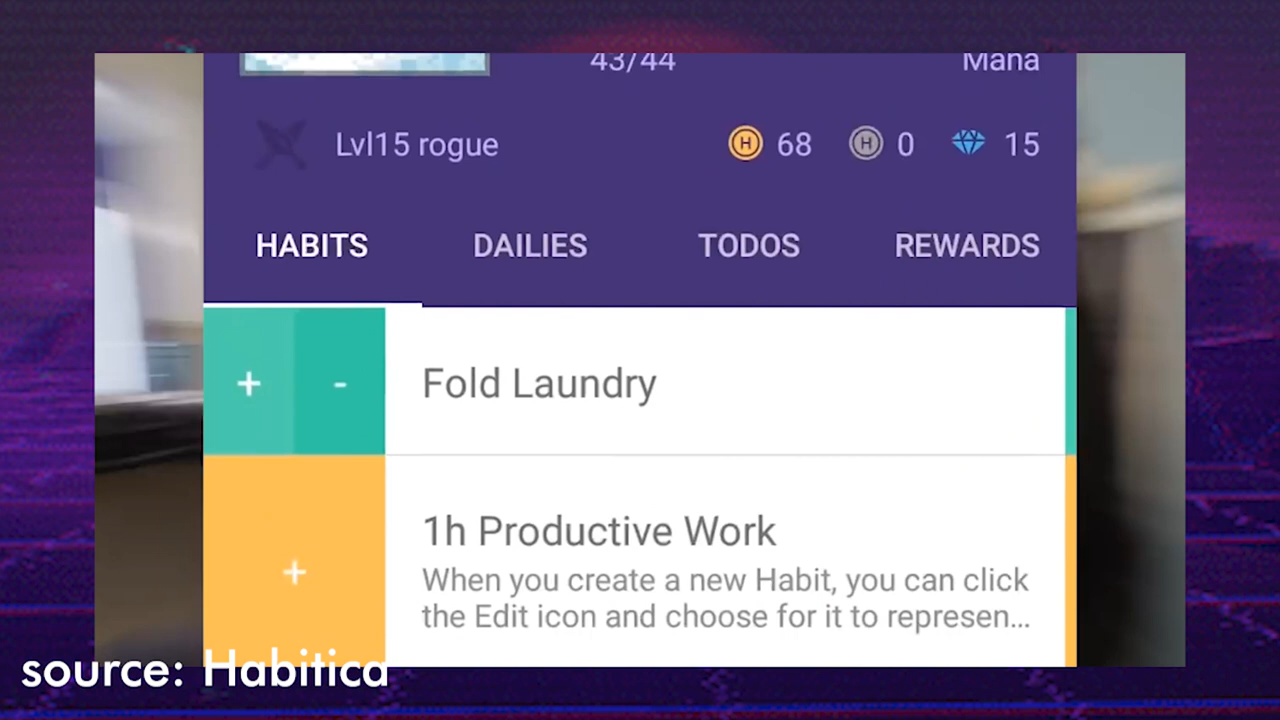 43/44 Mana
Lvl15 rogue H 68 H 0 15
HABITS DAILIES TODOS REWARDS
+ - Fold Laundry
1h Productive Work
+
When you create a new Habit, you can click
the Edit icon and choose for it to represen...
source: Habitica